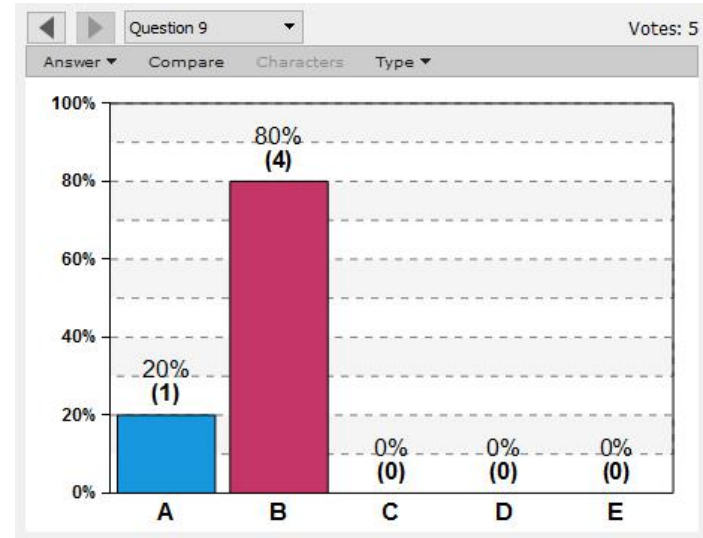 Question 9 Votes: 5
Answer Compare Characters Type
100%
80%
(4)
80%
60%
40%
20%
(1)
20%
0% 0% 0%
(0) (0) (0)
0%
A B C D E